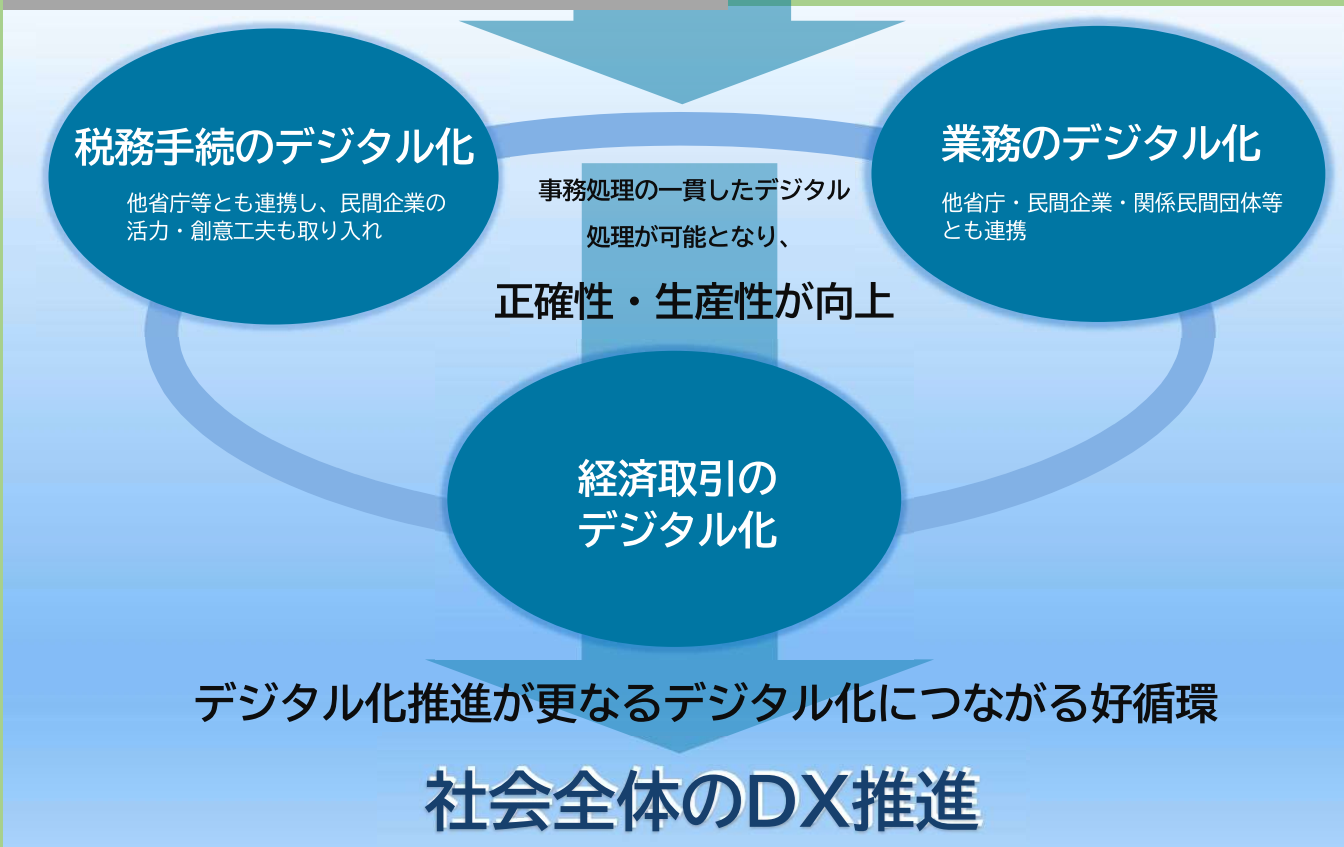 税務手続のデジタル化
他省庁等とも連携し、民間企業の
活力・創意工夫も取り入れ
業務のデジタル化
他省庁・民間企業・関係民間団体等
とも連携
事務処理の一貫したデジタル
処理が可能となり、
正確性・生産性が向上
経済取引の
デジタル化
デジタル化推進が更なるデジタル化につながる好循環
社会全体のDX推進